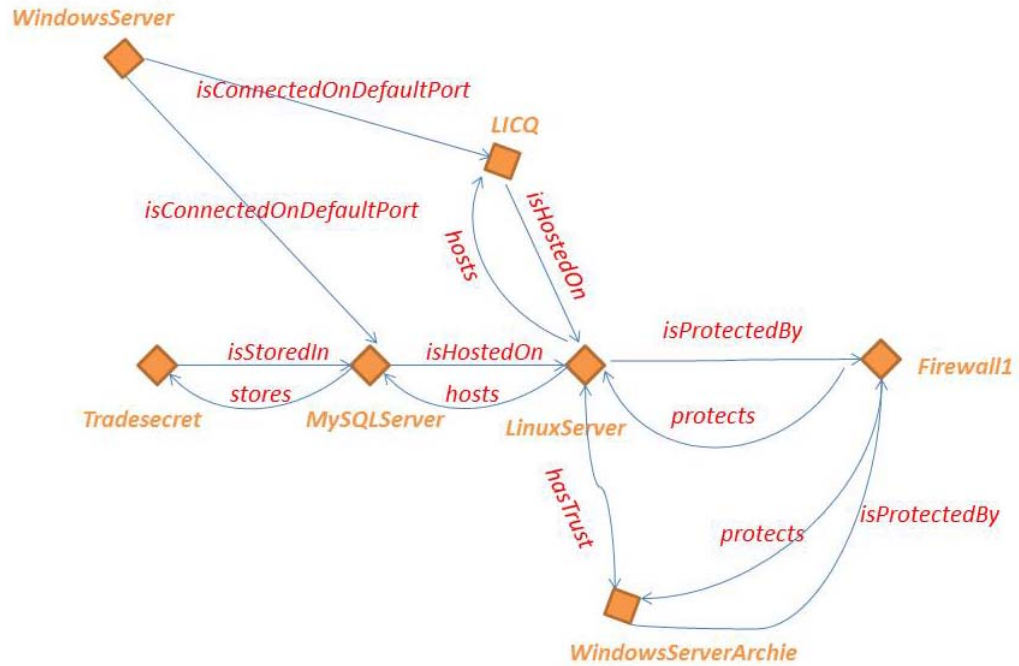 WindowsServer
isConnectedOnDefaultPort
LICQ
isConnectedOnDefaultPort
isHostedOn
hosts
isProtectedBy
isStoredIn
isHostedOn
Firewall1
stores
hosts
protects
Tradesecret
MySQLServer
LinuxServer
hasTrust
isProtectedBy
protects
WindowsServerArchie